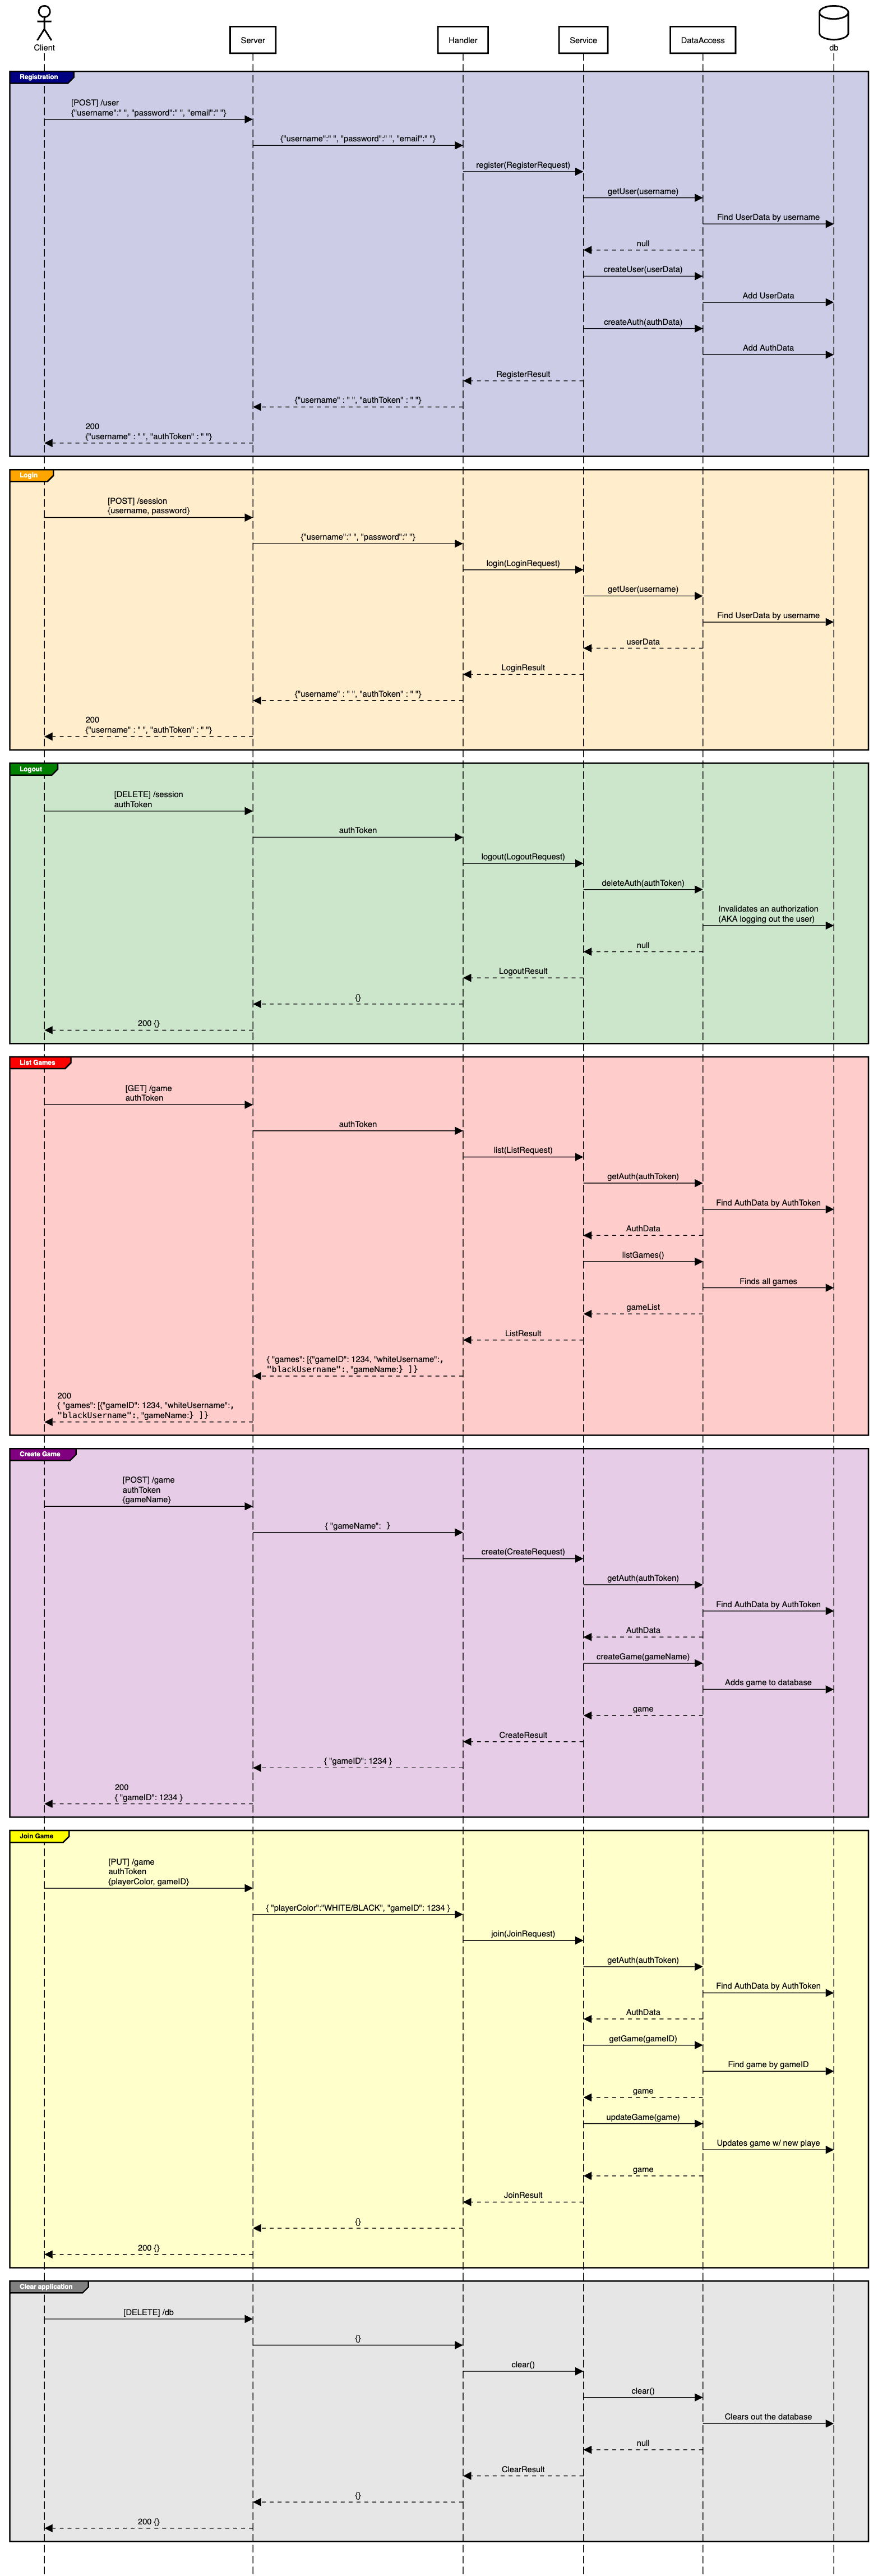 Client
Server
Handler
Service
DataAccess
db
Registration
[POST] /user
{"username":" ", "password":" ", "email":" "}
{"username":" ", "password":" ", "email":" "}
register(RegisterRequest)
getUser(username)
Find UserData by username
null
createUser(userData)
Add UserData
createAuth(authData)
Add AuthData
RegisterResult
{"username" : " ", "authToken" : " "}
200
{"username" : " ", "authToken" : " "}
Login
[POST] /session
{username, password}
{"username":" ", "password":" "}
login(LoginRequest)
getUser(username)
Find UserData by username
userData
LoginResult
{"username" : " ", "authToken" : " "}
200
{"username" : " ", "authToken" : " "}
Logout
[DELETE] /session
authToken
authToken
logout(LogoutRequest)
deleteAuth(authToken)
Invalidates an authorization
(AKA logging out the user)
null
LogoutResult
{}
200 {}
List Games
[GET] /game
authToken
authToken
list(ListRequest)
getAuth(authToken)
Find AuthData by AuthToken
AuthData
listGames()
Finds all games
gameList
ListResult
{ "games": [{"gameID": 1234, "whiteUsername":,
"blackUsername":, "gameName:} ]}
200
{ "games": [{"gameID": 1234, "whiteUsername":,
"blackUsername":, "gameName:} ]}
Create Game
[POST] /game
authToken
{gameName}
{ "gameName": }
create(CreateRequest)
getAuth(authToken)
Find AuthData by AuthToken
AuthData
createGame(gameName)
Adds game to database
game
CreateResult
{ "gameID": 1234 }
200
{ "gameID": 1234 }
Join Game
[PUT] /game
authToken
{playerColor, gameID}
{ "playerColor":"WHITE/BLACK", "gameID": 1234 }
join(JoinRequest)
getAuth(authToken)
Find AuthData by AuthToken
AuthData
getGame(gameID)
Find game by gameID
game
updateGame(game)
Updates game w/ new playe
game
JoinResult
{}
200 {}
Clear application
[DELETE] /db
{}
clear()
clear()
Clears out the database
null
ClearResult
{}
200 {}